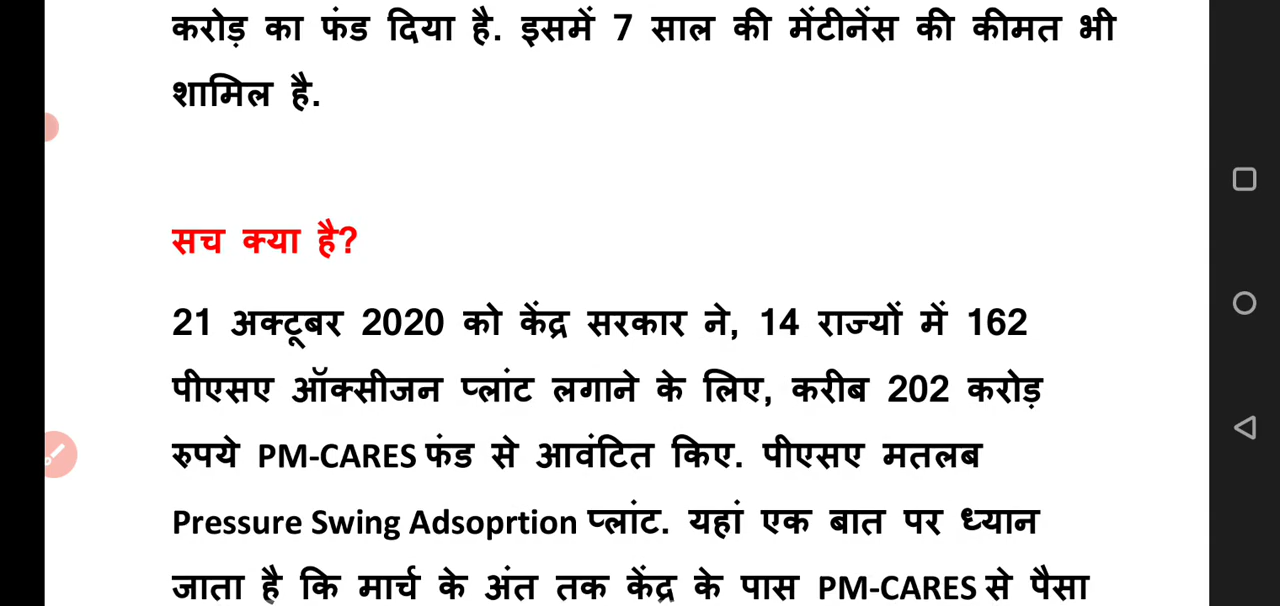 करोड़ का फंड दिया है. इसमें 7 साल की मेंटीनेंस की कीमत भी
शामिल है.
सच क्या है?
21 अक्टूबर 2020 को केंद्र सरकार ने, 14 राज्यों में 162
पीएसए ऑक्सीजन प्लांट लगाने के लिए, करीब 202 करोड़
रुपये PM-CARES फंड से आवंटित किए. पीएसए मतलब
Pressure Swing Adsoprtion प्लांट. यहां एक बात पर ध्यान
जाता है कि मार्च के अंत तक केंद्र के पास PM-CARES से पैसा